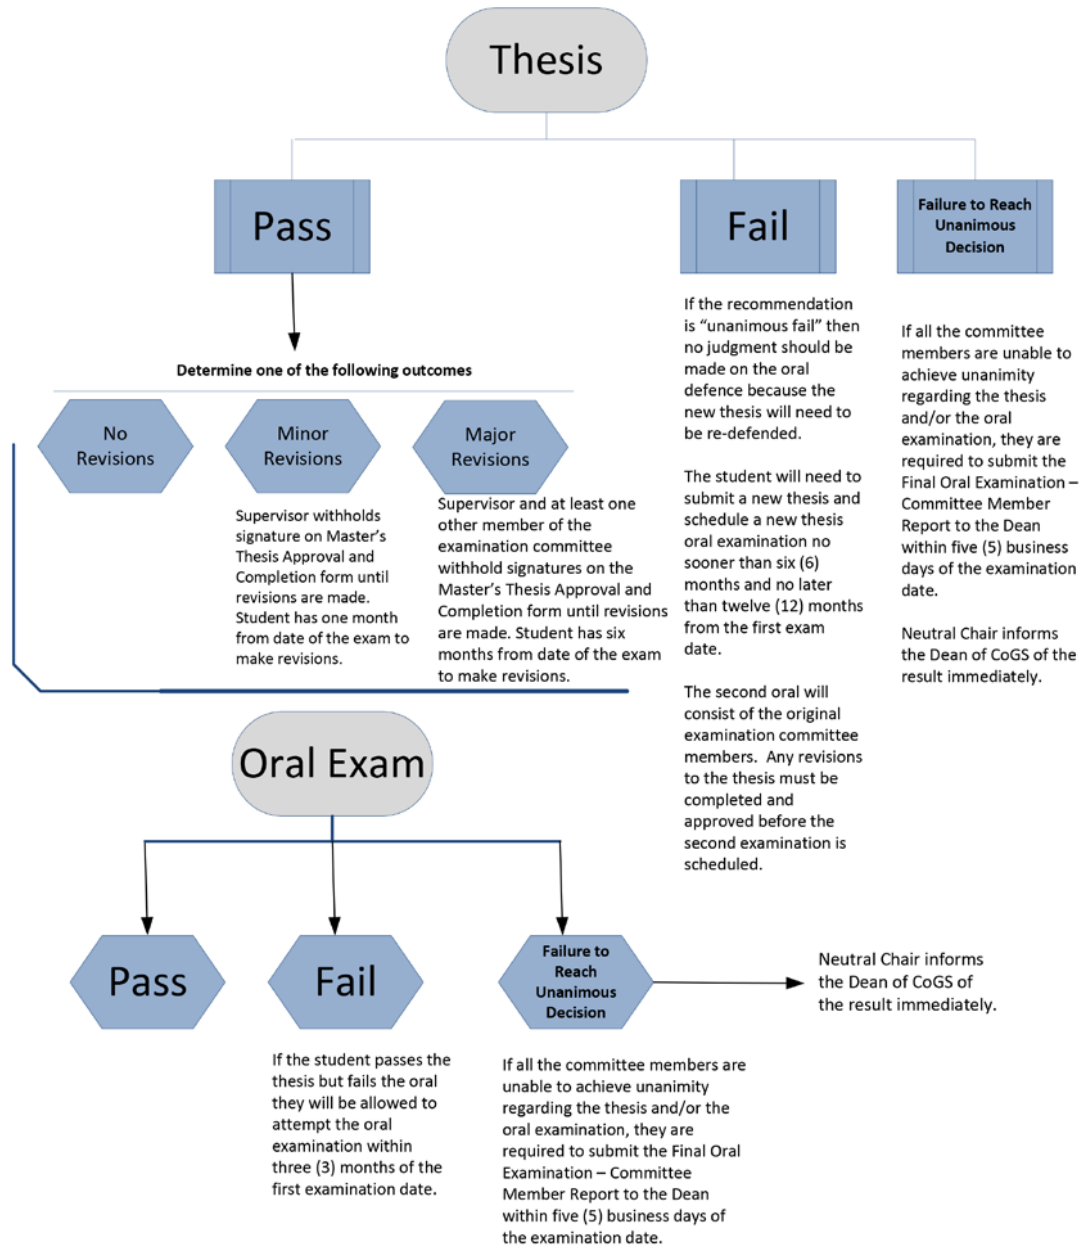 Thesis
Pass
Determine one of the following outcomes
No
Revisions
Minor
Revisions
Supervisor withholds
signature on Master’s
Thesis Approval and
Completion form until
revisions are made.
Student has one month
from date of the exam to
make revisions.
Major
Revisions
Supervisor and at least one
other member of the
examination committee
withhold signatures on the
Master’s Thesis Approval and
Completion form until revisions
are made. Student has six
months from date of the exam
to make revisions.
Fail
If the recommendation
is “unanimous fail” then
no judgment should be
made on the oral
defence because the
new thesis will need to
be re-defended.
The student will need to
submit a new thesis and
schedule a new thesis
oral examination no
sooner than six (6)
months and no later
than twelve (12) months
from the first exam
date.
The second oral will
consist of the original
examination committee
members.  Any revisions
to the thesis must be
completed and
approved before the
second examination is
scheduled.
Failure to Reach
Unanimous
Decision
If all the committee
members are unable to
achieve unanimity
regarding the thesis
and/or the oral
examination, they are
required to submit the
Final Oral Examination –
Committee Member
Report to the Dean
within five (5) business
days of the examination
date.
Neutral Chair informs
the Dean of CoGS of the
result immediately.
Oral Exam
Pass
Fail
If the student passes the
thesis but fails the oral
they will be allowed to
attempt the oral
examination within
three (3) months of the
first examination date.
Failure to
Reach
Unanimous
Decision
If all the committee members are
unable to achieve unanimity
regarding the thesis and/or the
oral examination, they are
required to submit the Final Oral
Examination – Committee
Member Report to the Dean
within five (5) business days of
the examination date.
Neutral Chair informs
the Dean of CoGS of
the result immediately.